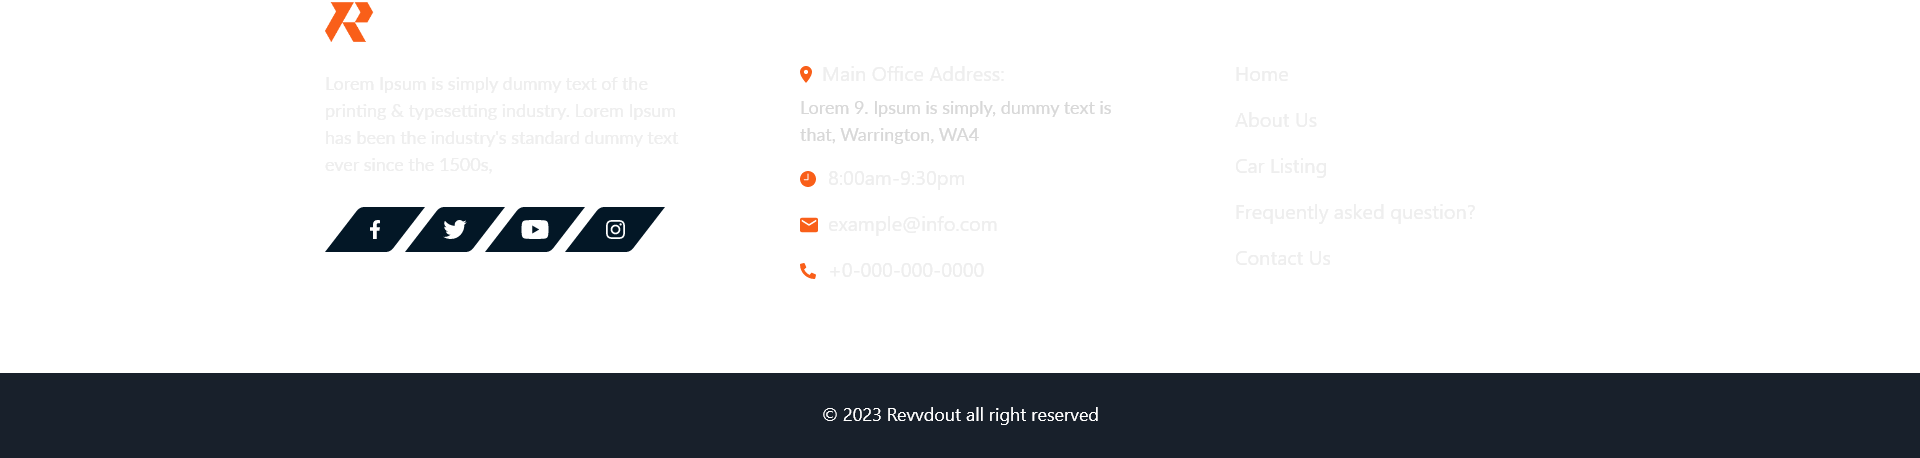 Lorem Ipsum is simply dummy text of the
printing & typesetting industry. Lorem Ipsum
has been the industry's standard dummy text
ever since the 1500s,
Main Office Address:
Lorem 9. Ipsum is simply, dummy text is
that, Warrington, WA4
8:00am-9:30pm
example@info.com
+0-000-000-0000
Home
About Us
Car Listing
Frequently asked question?
Contact Us
© 2023 Revvdout all right reserved